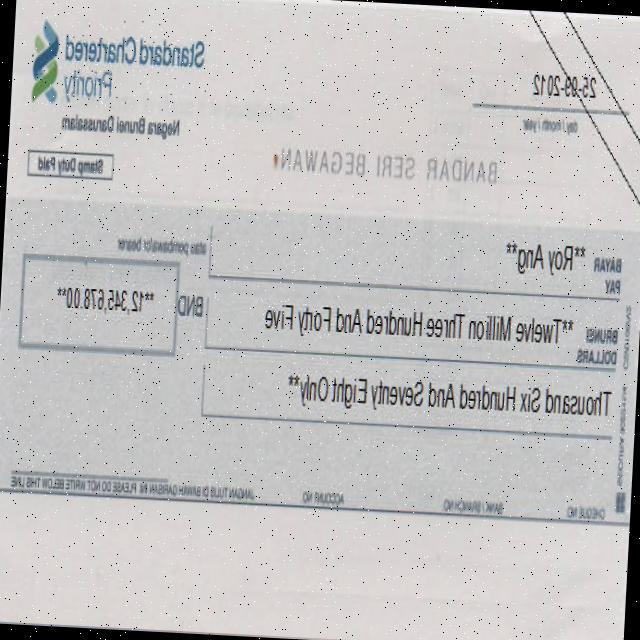 Standard Chartered
Priority
Negara Brunei Darussalam
Stamp Duty Paid
25-09-2012
day / month / year
BANDAR SERI BEGAWAN
BAYAR
PAY
**Roy Ang**
atau pembawa/or bearer
BRUNEI
DOLLARS
**Twelve Million Three Hundred And Forty Five
Thousand Six Hundred And Seventy Eight Only**
BND
**12,345,678.00**
CHEQUE NO
BANK / BRANCH NO
ACCOUNT NO
JANGAN TULIS DI BAWAH GARISAN INI PLEASE DO NOT WRITE BELOW THIS LINE